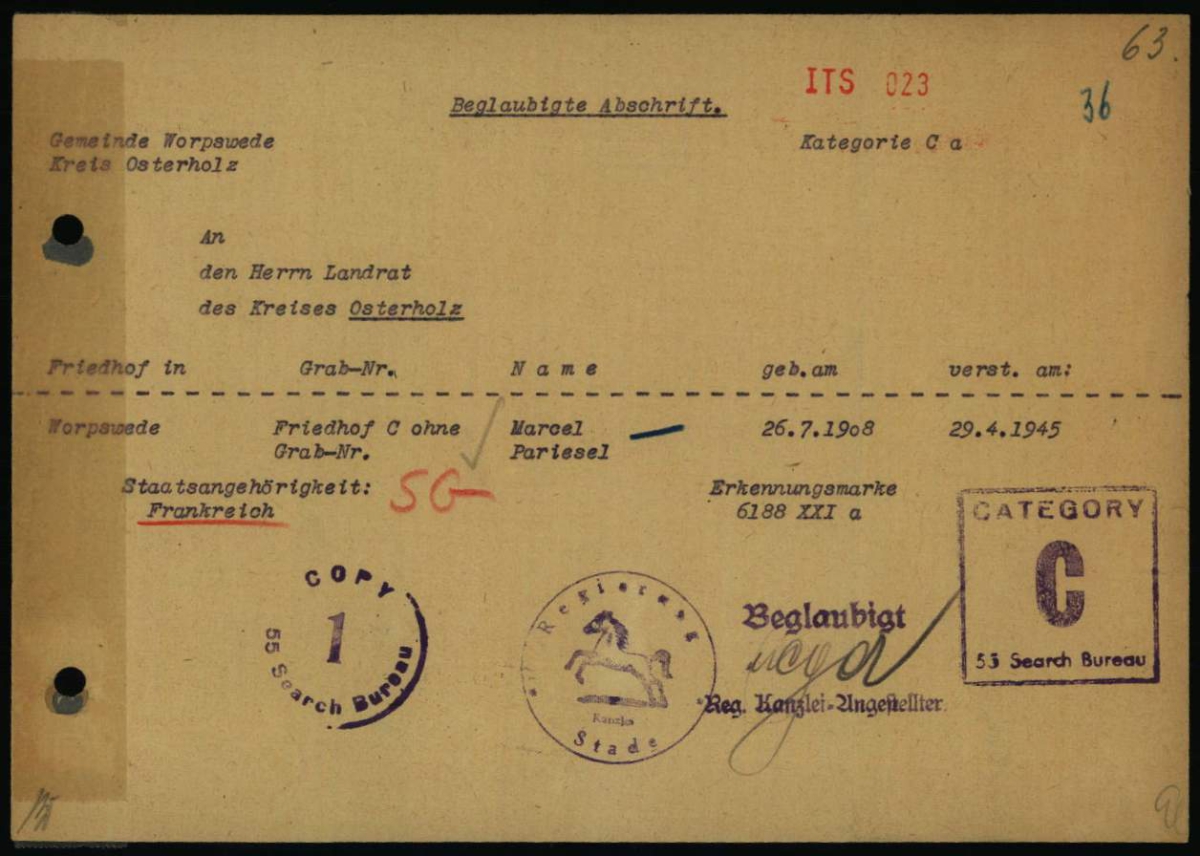 63.
ITS 023
36
Beglaubigte Abschrift.
Gemeinde Worpswede
Kreis Osterholz
Kategorie C a
An
den Herrn Landrat
des Kreises Osterholz
Friedhof in Grab-Nr. N a m e geb.am verst. am:
Worpswede Friedhof C ohne Marcel 26.7.19o8 29.4.1945
Grab-Nr. Pariesel
Staatsangehörigkeit: SG Erkennungsmarke
Frankreich 6188 XXI a
CATEGORY
C
55 Search Bureau
COPY
1
55 Search Bureau
Kanzlei
Stade
Beglaubigt
Reg. Kanzlei-Angestellter